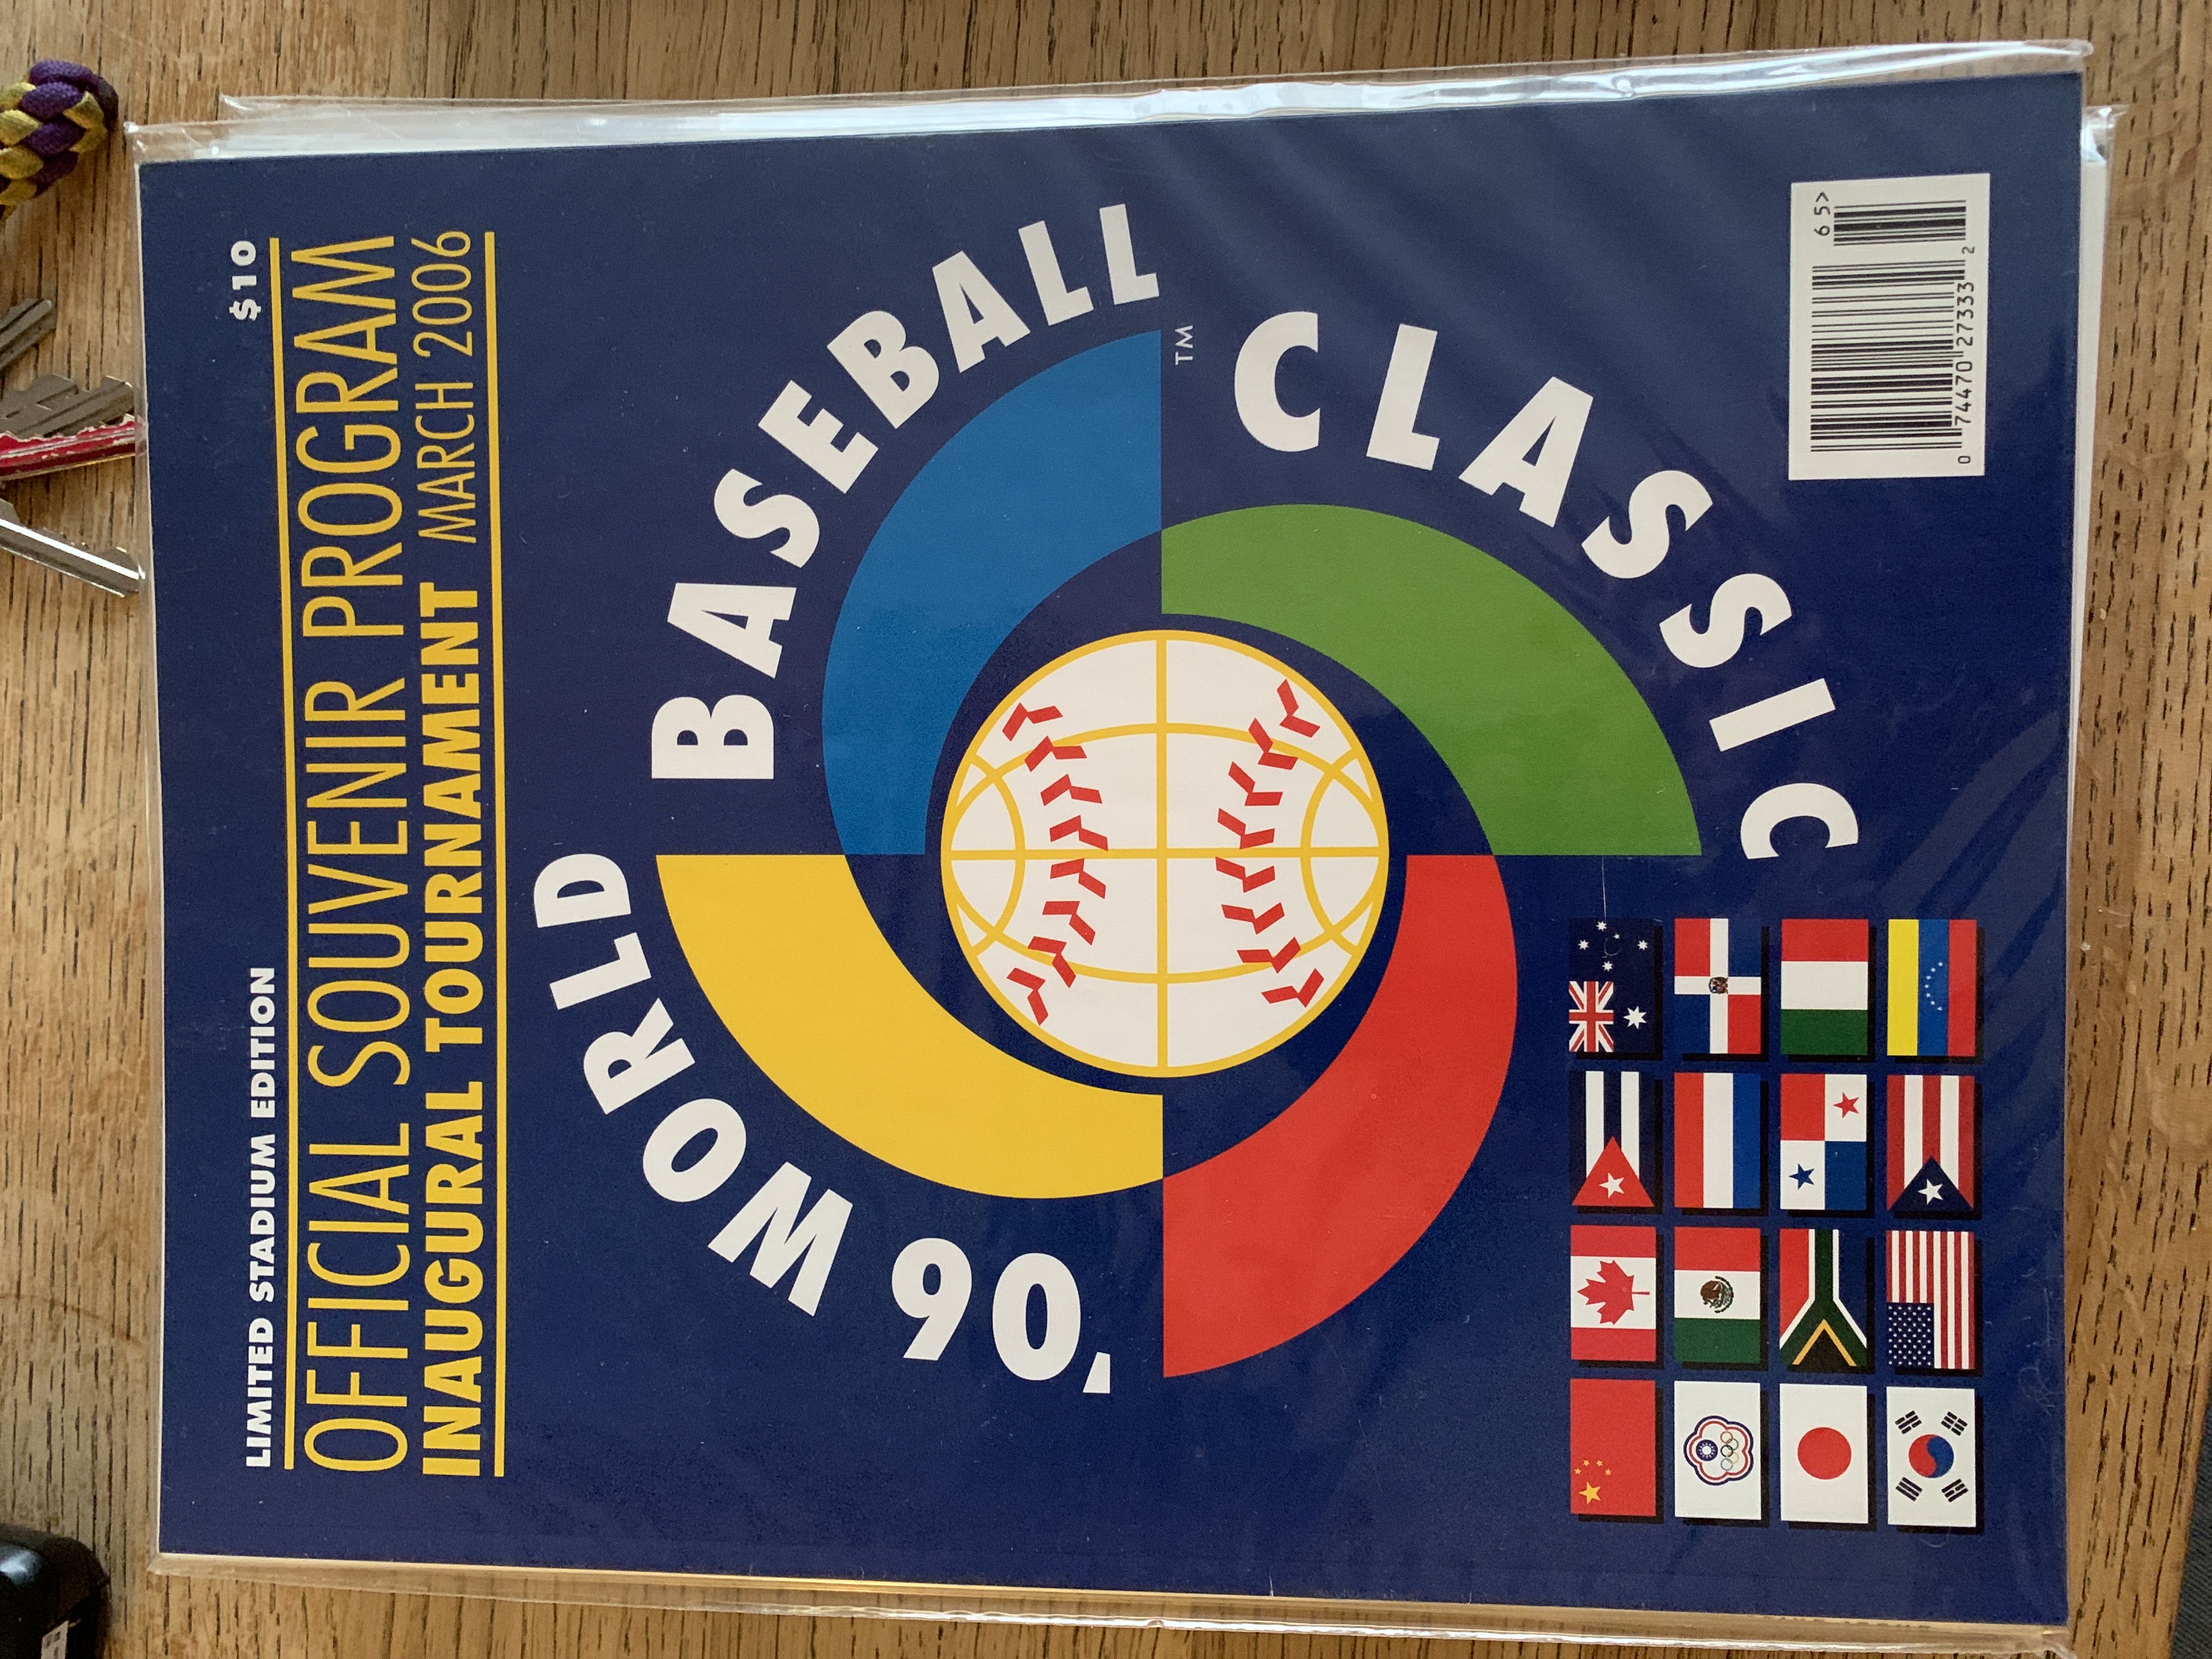 LIMITED STADIUM EDITION $10
OFFICIAL SOUVENIR PROGRAM
INAUGURAL TOURNAMENT MARCH 2006
'06 WORLD BASEBALL CLASSIC
TM
65>
0 74470 27333 2